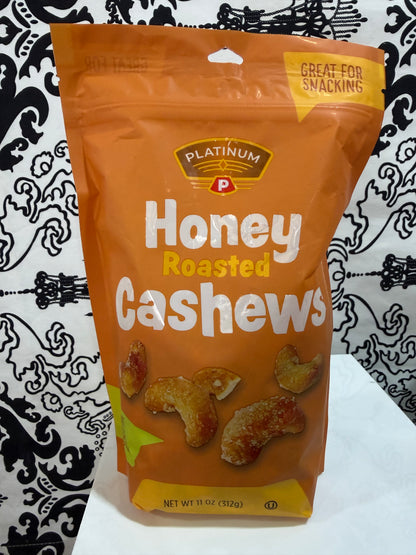 GREAT FOR
SNACKING
PLATINUM
P
Honey
Roasted
Cashews
NET WT 11 OZ (312g)
U